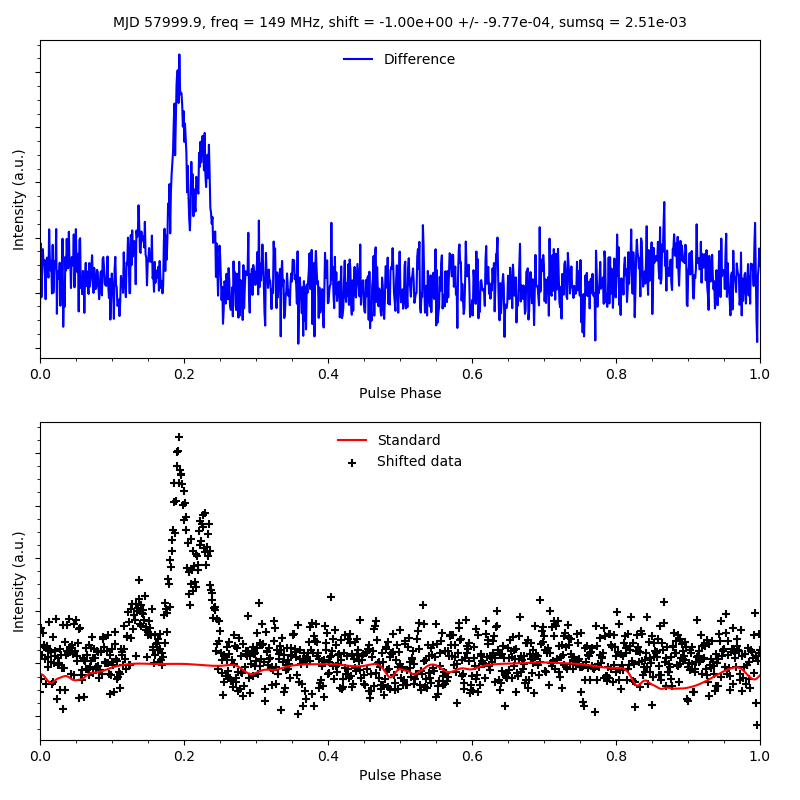 MJD 57999.9, freq = 149 MHz, shift = -1.00e+00 +/- -9.77e-04, sumsq = 2.51e-03
Difference
Intensity (a.u.)
0.0 0.2 0.4 0.6 0.8 1.0
Pulse Phase
Standard
Shifted data
Intensity (a.u.)
0.0 0.2 0.4 0.6 0.8 1.0
Pulse Phase